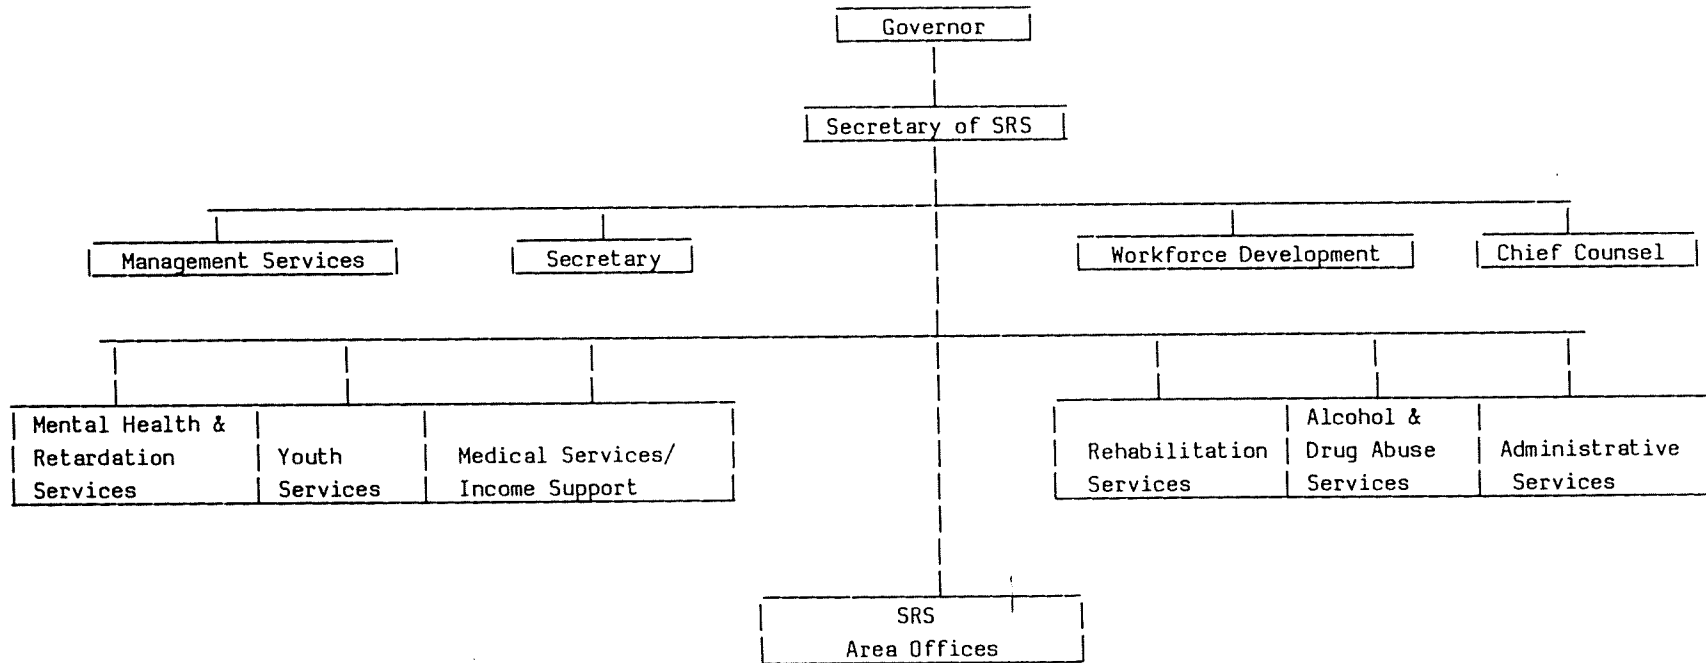 Governor
Secretary of SRS
Management Services
Secretary
Workforce Development
Chief Counsel
Mental Health &
Retardation
Services
Youth
Services
Medical Services/
Income Support
Rehabilitation
Services
Alcohol &
Drug Abuse
Services
Administrative
Services
SRS
Area Offices